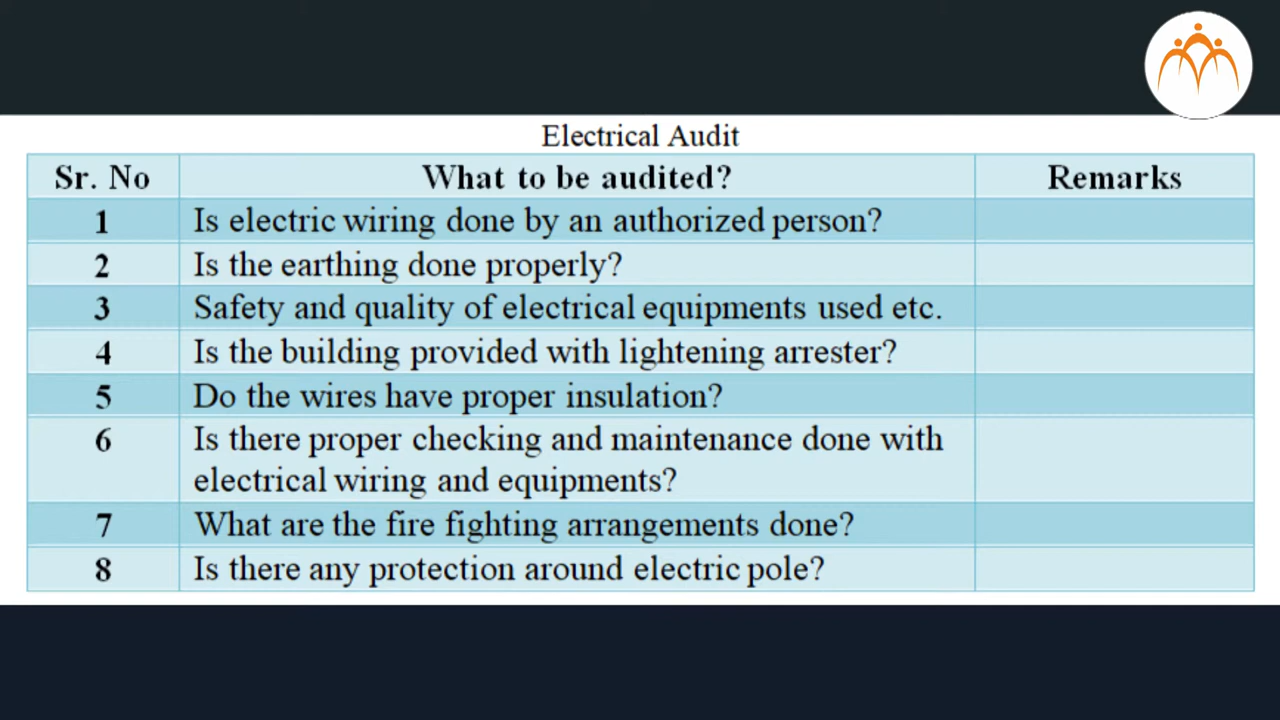 Electrical Audit
Sr. No What to be audited? Remarks
1 Is electric wiring done by an authorized person?
2 Is the earthing done properly?
3 Safety and quality of electrical equipments used etc.
4 Is the building provided with lightening arrester?
5 Do the wires have proper insulation?
6 Is there proper checking and maintenance done with
electrical wiring and equipments?
7 What are the fire fighting arrangements done?
8 Is there any protection around electric pole?